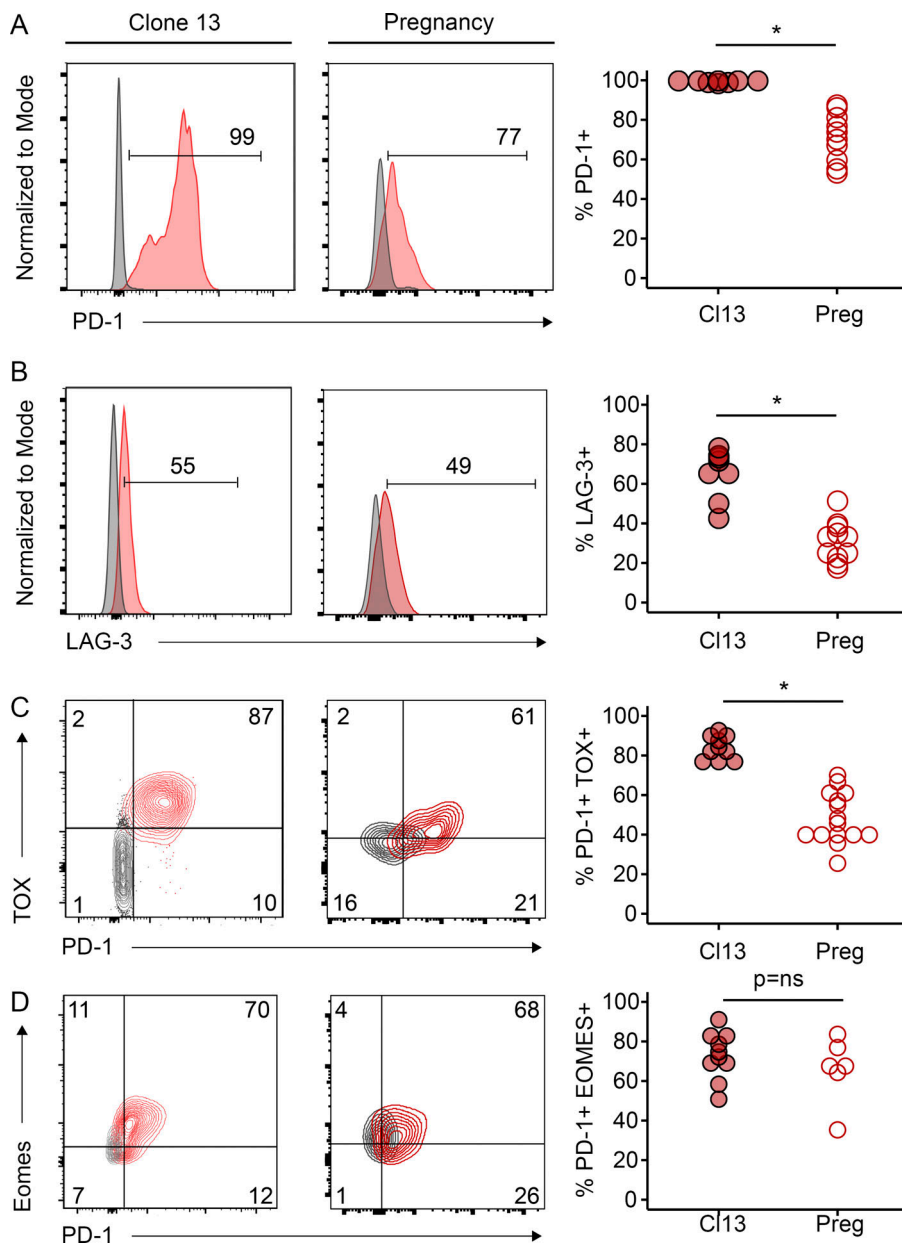 Clone 13
Pregnancy
A
Normalized to Mode
99
77
PD-1
*
% PD-1+
100
80
60
40
20
0
Cl13
Preg
B
Normalized to Mode
55
49
LAG-3
*
% LAG-3+
100
80
60
40
20
0
Cl13
Preg
C
TOX
2
87
1
10
2
61
16
21
PD-1
*
% PD-1+ TOX+
100
80
60
40
20
0
Cl13
Preg
D
Eomes
11
70
7
12
4
68
1
26
PD-1
p=ns
% PD-1+ EOMES+
100
80
60
40
20
0
Cl13
Preg